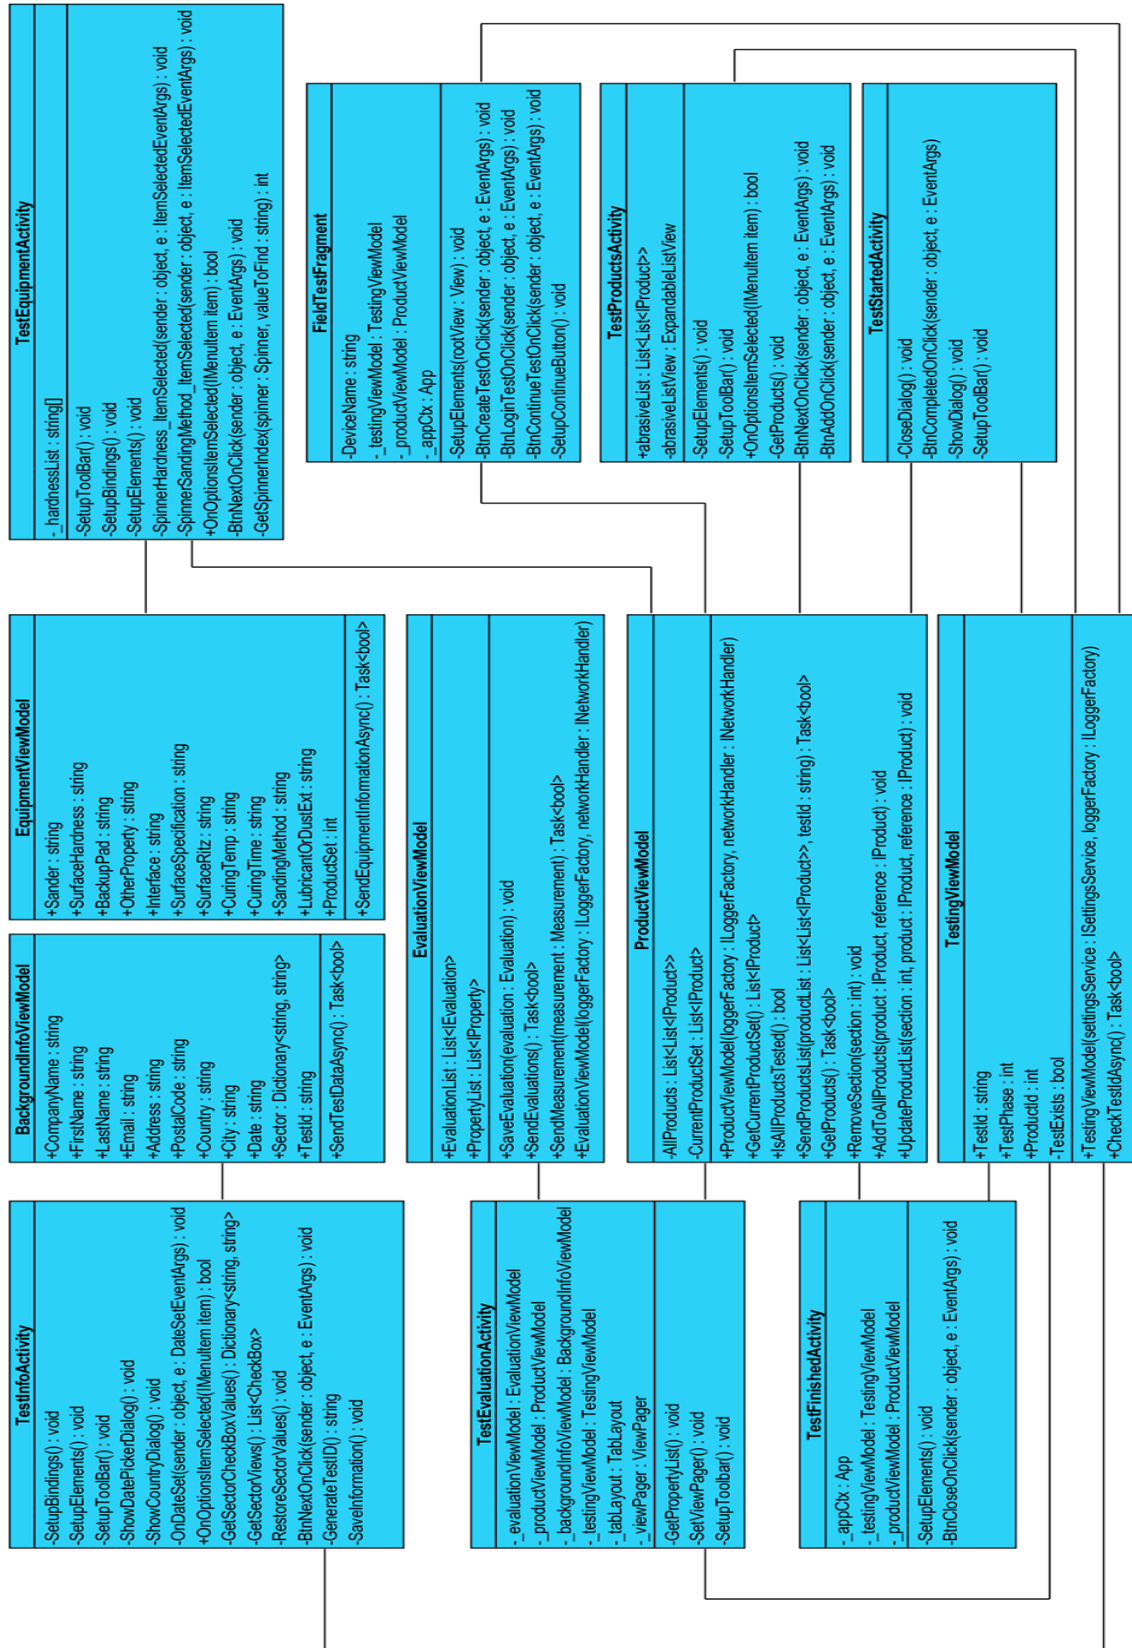 TestInfoActivity
-SetupBindings() : void
-SetupElements() : void
-SetupToolBar() : void
-ShowDatePickerDialog() : void
-ShowCountryDialog() : void
-OnDateSet(sender : object, e : DateSetEventArgs) : void
+OnOptionsItemSelected(IMenuItem item) : bool
-GetSectorCheckBoxValues() : Dictionary<string, string>
-GetSectorViews() : List<CheckBox>
-RestoreSectorValues() : void
-BtnNextOnClick(sender : object, e : EventArgs) : void
-GenerateTestID() : string
-SaveInformation() : void
BackgroundInfoViewModel
+CompanyName : string
+FirstName : string
+LastName : string
+Email : string
+Address : string
+PostalCode : string
+Country : string
+City : string
+Date : string
+Sector : Dictionary<string, string>
+TestId : string
+SendTestDataAsync() : Task<bool>
EquipmentViewModel
+Sander : string
+SurfaceHardness : string
+BackupPad : string
+OtherProperty : string
+Interface : string
+SurfaceSpecification : string
+SurfaceRitz : string
+CuringTemp : string
+CuringTime : string
+SandingMethod : string
+LubricantOrDustExt : string
+ProductSet : int
+SendEquipmentInformationAsync() : Task<bool>
TestEquipmentActivity
-_hardnessList : string[]
-SetupToolBar() : void
-SetupBindings() : void
-SetupElements() : void
-SpinnerHardness_ItemSelected(sender : object, e : ItemSelectedEventArgs) : void
-SpinnerSandingMethod_ItemSelected(sender : object, e : ItemSelectedEventArgs) : void
+OnOptionsItemSelected(IMenuItem item) : bool
-BtnNextOnClick(sender : object, e : EventArgs) : void
-GetSpinnerIndex(spinner : Spinner, valueToFind : string) : int
TestEvaluationActivity
-_evaluationViewModel : EvaluationViewModel
-_productViewModel : ProductViewModel
-_backgroundInfoViewModel : BackgroundInfoViewModel
-_testingViewModel : TestingViewModel
-_tabLayout : TabLayout
-_viewPager : ViewPager
-GetPropertyList() : void
-SetViewPager() : void
-SetupToolbar() : void
EvaluationViewModel
+EvaluationList : List<IEvaluation>
+PropertyList : List<IProperty>
+SaveEvaluation(evaluation : Evaluation) : void
+SendEvaluations() : Task<bool>
+SendMeasurement(measurement : Measurement) : Task<bool>
+EvaluationViewModel(loggerFactory : ILoggerFactory, networkHandler : INetworkHandler)
FieldTestFragment
-DeviceName : string
-_testingViewModel : TestingViewModel
-_productViewModel : ProductViewModel
-_appCtx : App
-SetupElements(rootView : View) : void
-BtnCreateTestOnClick(sender : object, e : EventArgs) : void
-BtnLoginTestOnClick(sender : object, e : EventArgs) : void
-BtnContinueTestOnClick(sender : object, e : EventArgs) : void
-SetupContinueButton() : void
ProductViewModel
-AllProducts : List<List<IProduct>>
-CurrentProductSet : List<IProduct>
+ProductViewModel(loggerFactory : ILoggerFactory, networkHandler : INetworkHandler)
+GetCurrentProductSet() : List<IProduct>
+IsAllProductsTested() : bool
+SendProductsList(productList : List<List<IProduct>>, testId : string) : Task<bool>
+GetProducts() : Task<bool>
+RemoveSection(section : int) : void
+AddToAllProducts(product : IProduct, reference : IProduct) : void
+UpdateProductList(section : int, product : IProduct, reference : IProduct) : void
TestProductsActivity
+abrasiveList : List<List<IProduct>>
-abrasiveListView : ExpandableListView
-SetupElements() : void
-SetupToolBar() : void
+OnOptionsItemSelected(IMenuItem item) : bool
-GetProducts() : void
-BtnNextOnClick(sender : object, e : EventArgs) : void
-BtnAddOnClick(sender : object, e : EventArgs) : void
TestFinishedActivity
-_appCtx : App
-_testingViewModel : TestingViewModel
-_productViewModel : ProductViewModel
-SetupElements() : void
-BtnCloseOnClick(sender : object, e : EventArgs) : void
TestingViewModel
+TestId : string
+TestPhase : int
+ProductId : int
-TestExists : bool
+TestingViewModel(settingsService : ISettingsService, loggerFactory : ILoggerFactory)
+CheckTestIdAsync() : Task<bool>
TestStartedActivity
-CloseDialog() : void
-BtnCompletedOnClick(sender : object, e : EventArgs)
-ShowDialog() : void
-SetupToolBar() : void